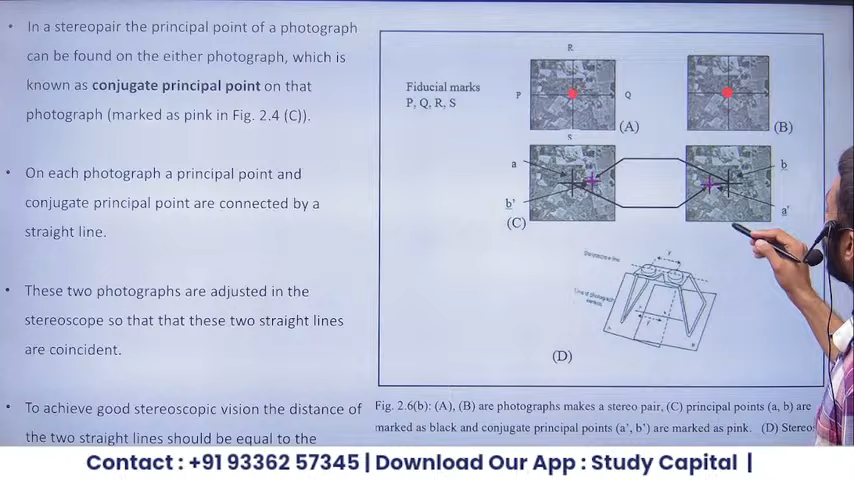 • In a stereopair the principal point of a photograph
can be found on the either photograph, which is
known as conjugate principal point on that
photograph (marked as pink in Fig. 2.4 (C)).
• On each photograph a principal point and
conjugate principal point are connected by a
straight line.
• These two photographs are adjusted in the
stereoscope so that that these two straight lines
are coincident.
• To achieve good stereoscopic vision the distance of
the two straight lines should be equal to the
Fiducial marks
P, Q, R, S
R
P
Q
S
(A)
(B)
a
b'
(C)
b
a'
(D)
Fig. 2.6(b): (A), (B) are photographs makes a stereo pair, (C) principal points (a, b) are
marked as black and conjugate principal points (a', b') are marked as pink. (D) Stereo
Contact : +91 93362 57345 | Download Our App : Study Capital |